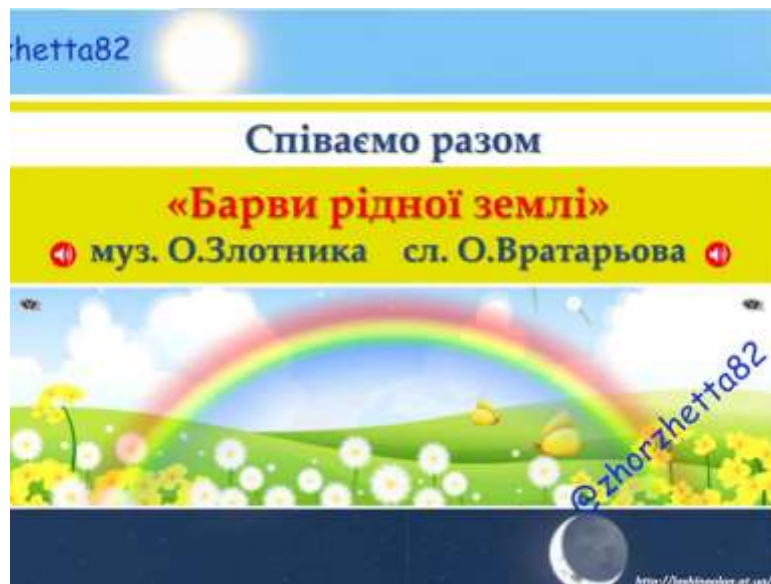 hetta82
Співаємо разом
«Барви рідної землі»
муз. О.Злотника сл. О.Вратарьова
@zhorzhetta82